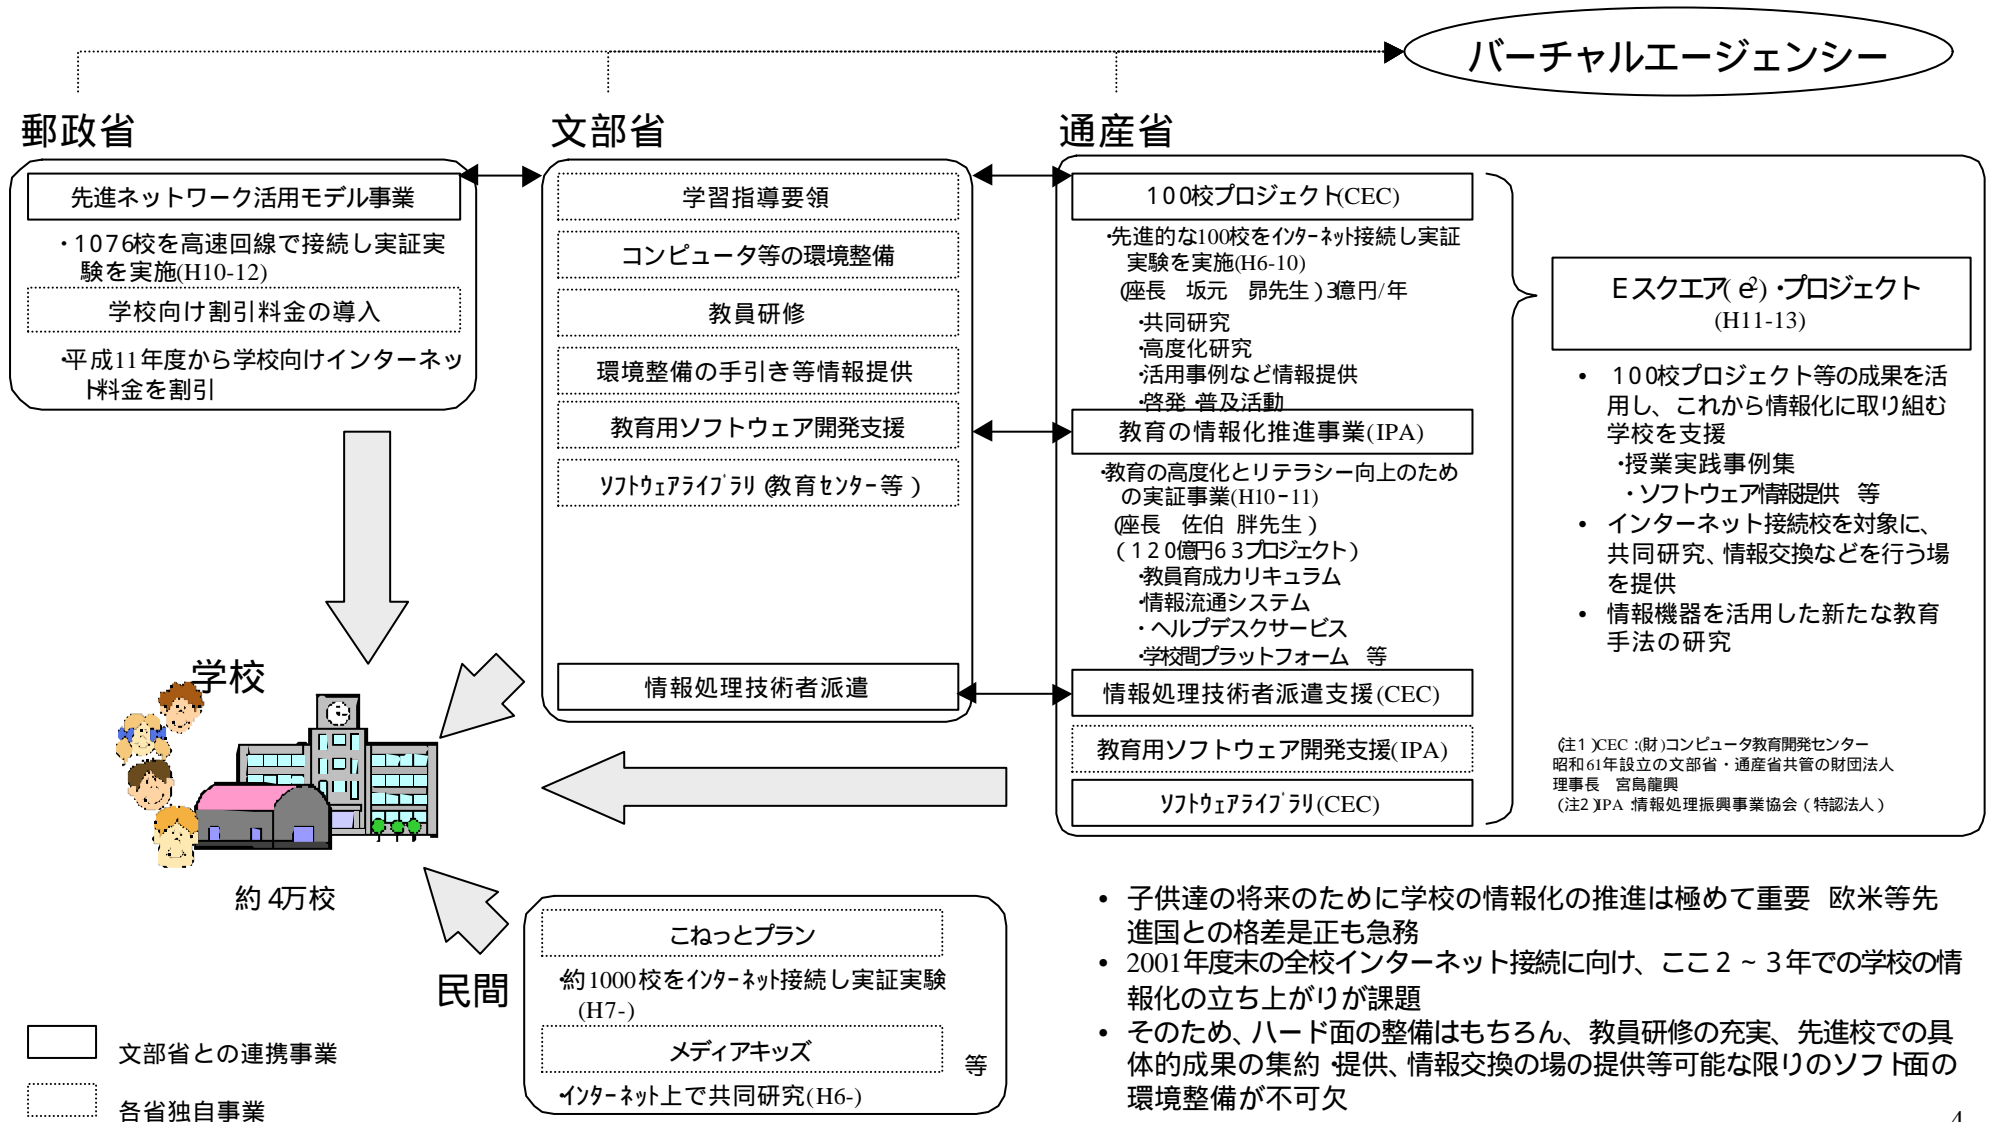 バーチャルエージェンシー
郵政省
先進ネットワーク活用モデル事業
・1076校を高速回線で接続し実証実
験を実施(H10-12)
学校向け割引料金の導入
・平成11年度から学校向けインターネッ
ト料金を割引
文部省
学習指導要領
コンピュータ等の環境整備
教員研修
環境整備の手引き等情報提供
教育用ソフトウェア開発支援
ソフトウェアライブラリ(教育センター等)
情報処理技術者派遣
通産省
100校プロジェクト(CEC)
・先進的な100校をインターネット接続し実証
実験を実施(H6-10)
(座長 坂元 昴先生)3億円/年
・共同研究
・高度化研究
・活用事例など情報提供
・啓発・普及活動
教育の情報化推進事業(IPA)
・教育の高度化とリテラシー向上のため
の実証事業(H10-11)
(座長 佐伯 胖先生)
(120億円63プロジェクト)
・教員育成カリキュラム
・情報流通システム
・ヘルプデスクサービス
・学校間プラットフォーム 等
情報処理技術者派遣支援(CEC)
教育用ソフトウェア開発支援(IPA)
ソフトウェアライブラリ(CEC)
Eスクエア(e²)・プロジェクト
(H11-13)
• 100校プロジェクト等の成果を活
用し、これから情報化に取り組む
学校を支援
・授業実践事例集
・ソフトウェア情報提供 等
• インターネット接続校を対象に、
共同研究、情報交換などを行う場
を提供
• 情報機器を活用した新たな教育
手法の研究
(注1)CEC:(財)コンピュータ教育開発センター
昭和61年設立の文部省・通産省共管の財団法人
理事長 宮島龍興
(注2)IPA:情報処理振興事業協会(特認法人)
学校
約4万校
民間
こねっとプラン
・約1000校をインターネット接続し実証実験
(H7-)
メディアキッズ
等
・インターネット上で共同研究(H6-)
文部省との連携事業
各省独自事業
• 子供達の将来のために学校の情報化の推進は極めて重要 欧米等先
進国との格差是正も急務
• 2001年度末の全校インターネット接続に向け、ここ2~3年での学校の情
報化の立ち上がりが課題
• そのため、ハード面の整備はもちろん、教員研修の充実、先進校での具
体的成果の集約・提供、情報交換の場の提供等可能な限りのソフト面の
環境整備が不可欠
4